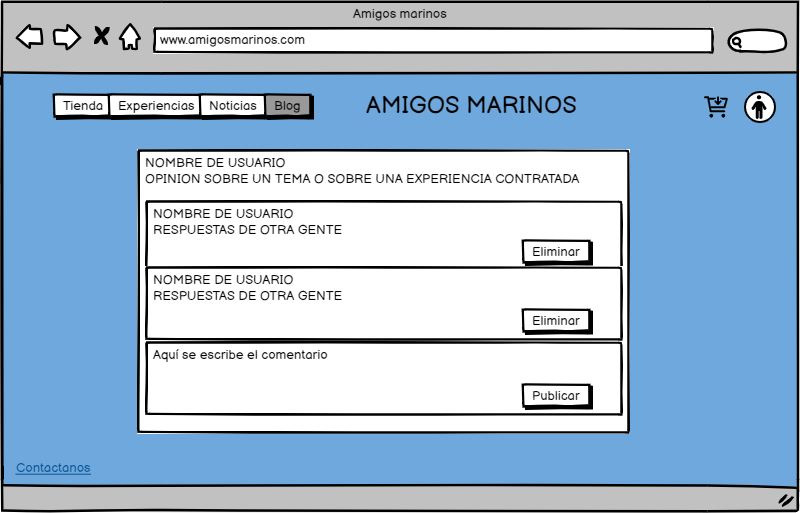 Amigos marinos
www.amigosmarinos.com
Tienda Experiencias Noticias Blog
AMIGOS MARINOS
NOMBRE DE USUARIO
OPINION SOBRE UN TEMA O SOBRE UNA EXPERIENCIA CONTRATADA
NOMBRE DE USUARIO
RESPUESTAS DE OTRA GENTE
Eliminar
NOMBRE DE USUARIO
RESPUESTAS DE OTRA GENTE
Eliminar
Aquí se escribe el comentario
Publicar
Contactanos